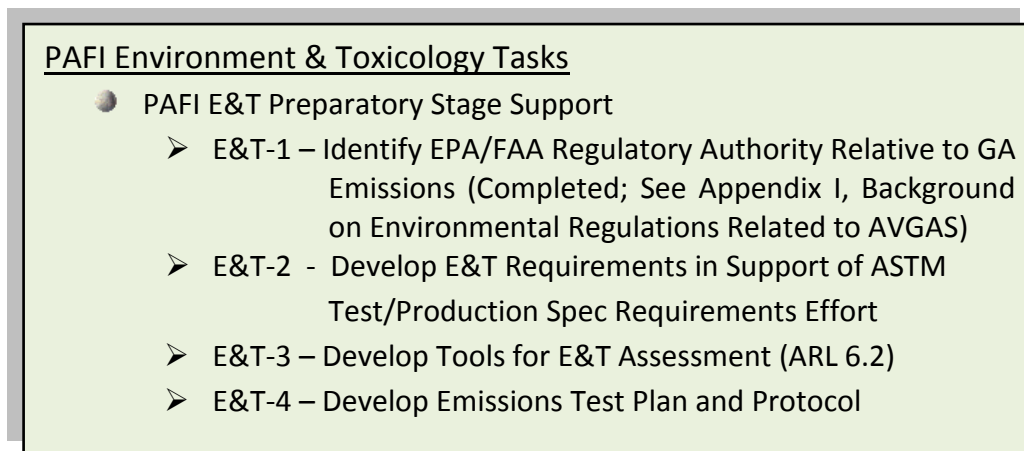 PAFI Environment & Toxicology Tasks
PAFI E&T Preparatory Stage Support
E&T-1 – Identify EPA/FAA Regulatory Authority Relative to GA
Emissions (Completed; See Appendix I, Background
on Environmental Regulations Related to AVGAS)
E&T-2 - Develop E&T Requirements in Support of ASTM
Test/Production Spec Requirements Effort
E&T-3 – Develop Tools for E&T Assessment (ARL 6.2)
E&T-4 – Develop Emissions Test Plan and Protocol